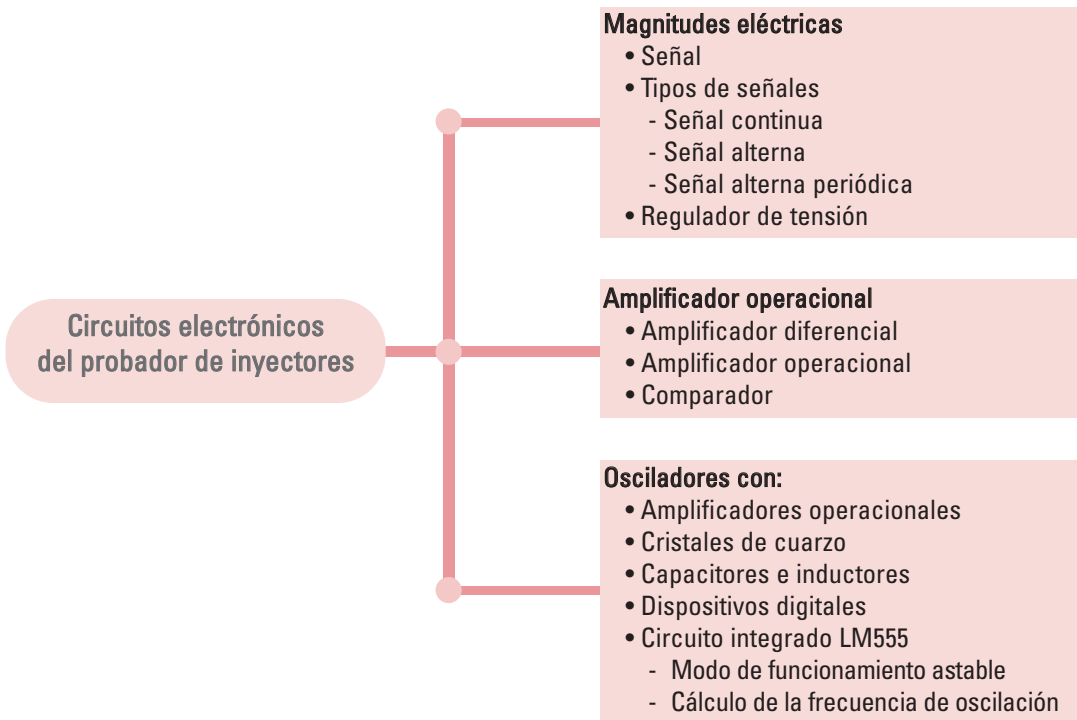 Circuitos electrónicos
del probador de inyectores
Magnitudes eléctricas
• Señal
• Tipos de señales
- Señal continua
- Señal alterna
- Señal alterna periódica
• Regulador de tensión
Amplificador operacional
• Amplificador diferencial
• Amplificador operacional
• Comparador
Osciladores con:
• Amplificadores operacionales
• Cristales de cuarzo
• Capacitores e inductores
• Dispositivos digitales
• Circuito integrado LM555
- Modo de funcionamiento astable
- Cálculo de la frecuencia de oscilación